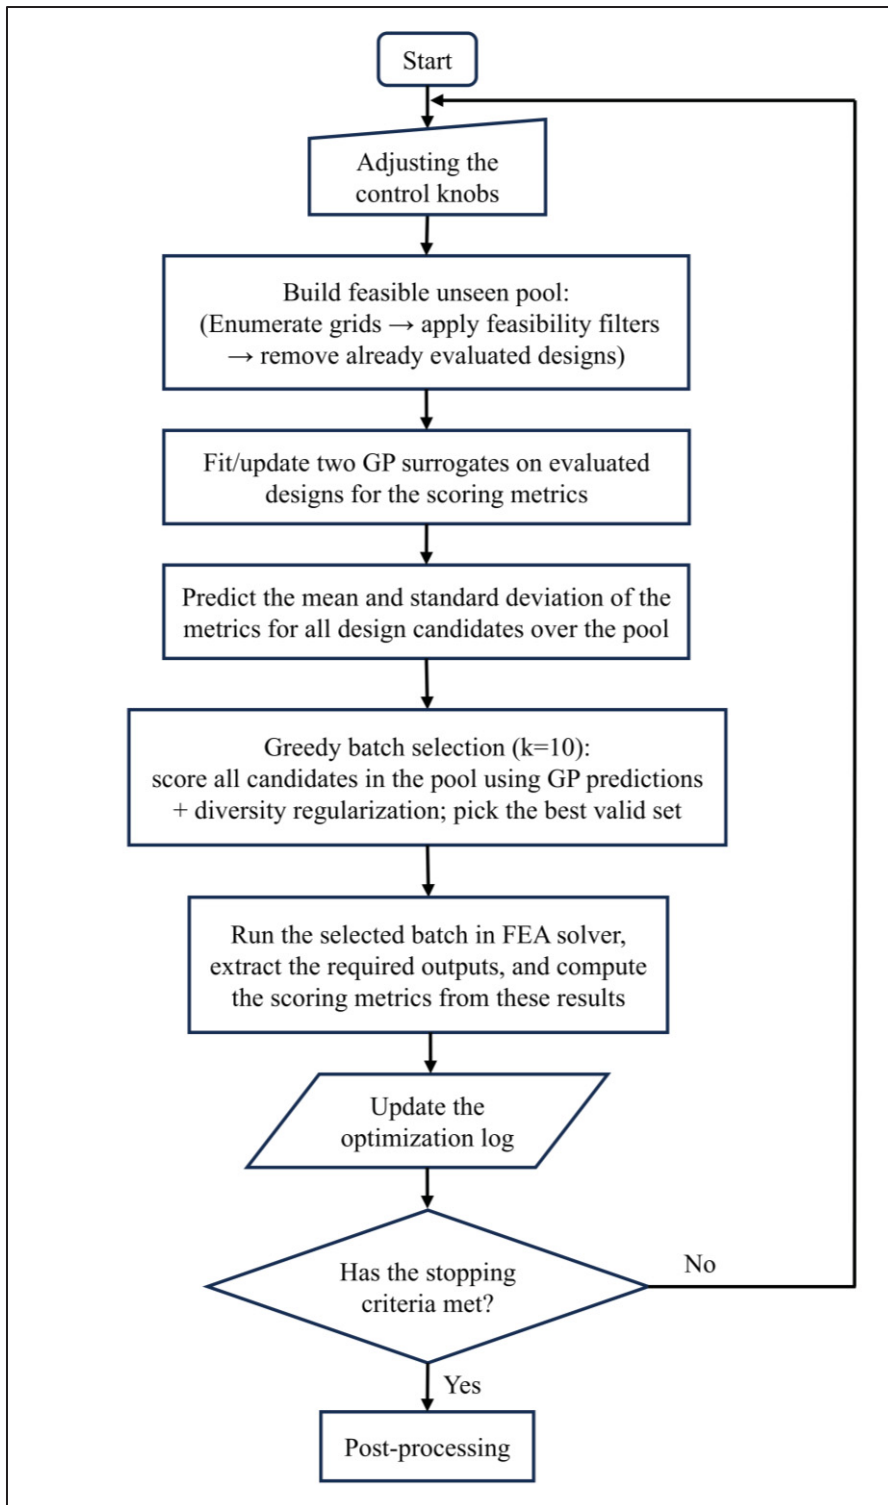 Start
Adjusting the
control knobs
Build feasible unseen pool:
(Enumerate grids → apply feasibility filters
→ remove already evaluated designs)
Fit/update two GP surrogates on evaluated
designs for the scoring metrics
Predict the mean and standard deviation of the
metrics for all design candidates over the pool
Greedy batch selection (k=10):
score all candidates in the pool using GP predictions
+ diversity regularization; pick the best valid set
Run the selected batch in FEA solver,
extract the required outputs, and compute
the scoring metrics from these results
Update the
optimization log
Has the stopping
criteria met?
No
Yes
Post-processing